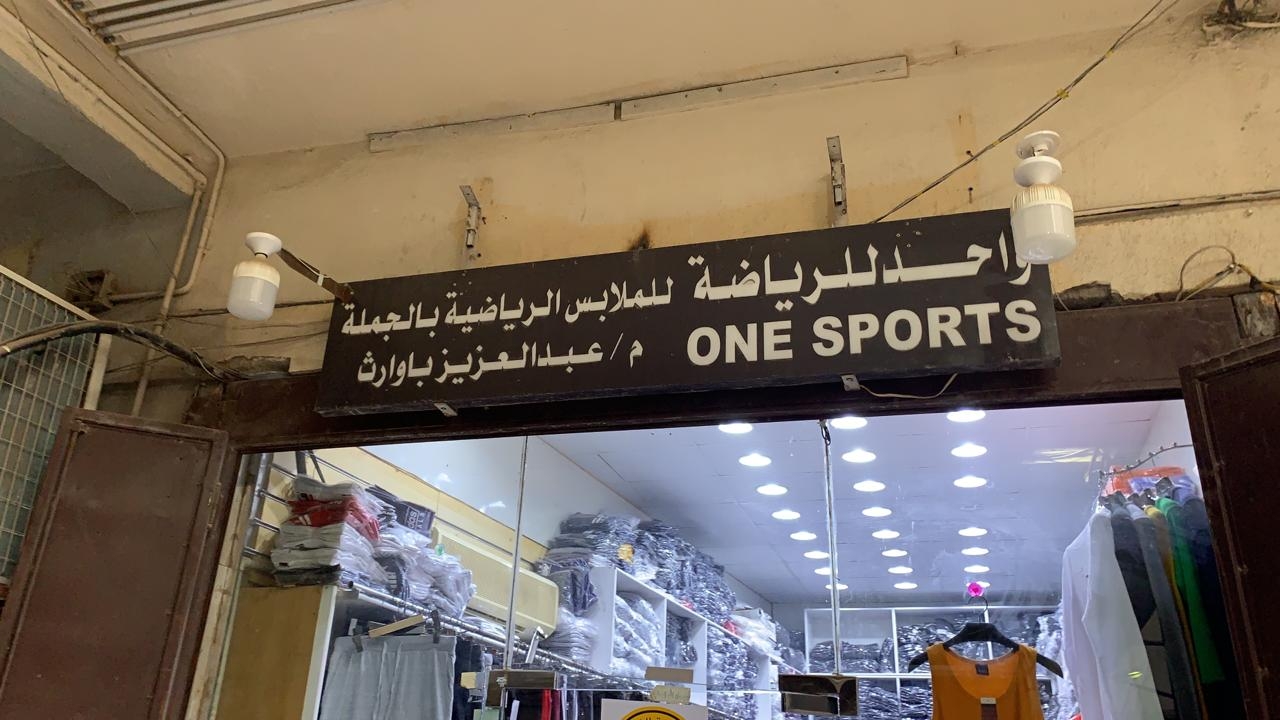 واحد للرياضة
ONE SPORTS
للملابس الرياضية بالجملة
م/عبدالعزيز باوارث